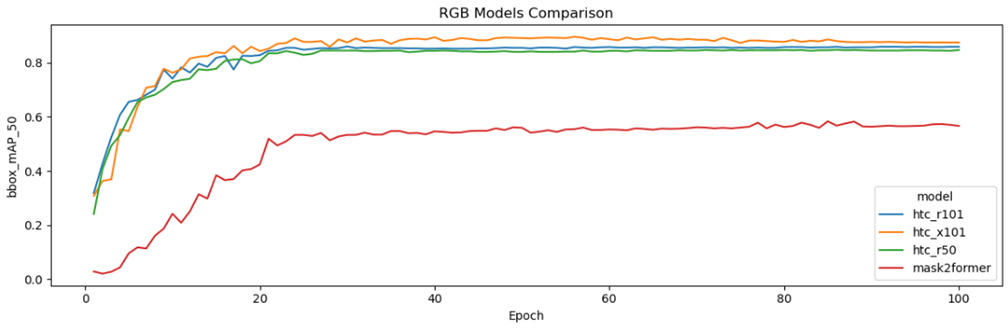 RGB Models Comparison
bbox_mAP_50
0.8
0.6
0.4
0.2
0.0
0
20
40
60
80
100
Epoch
model
htc_r101
htc_x101
htc_r50
mask2former